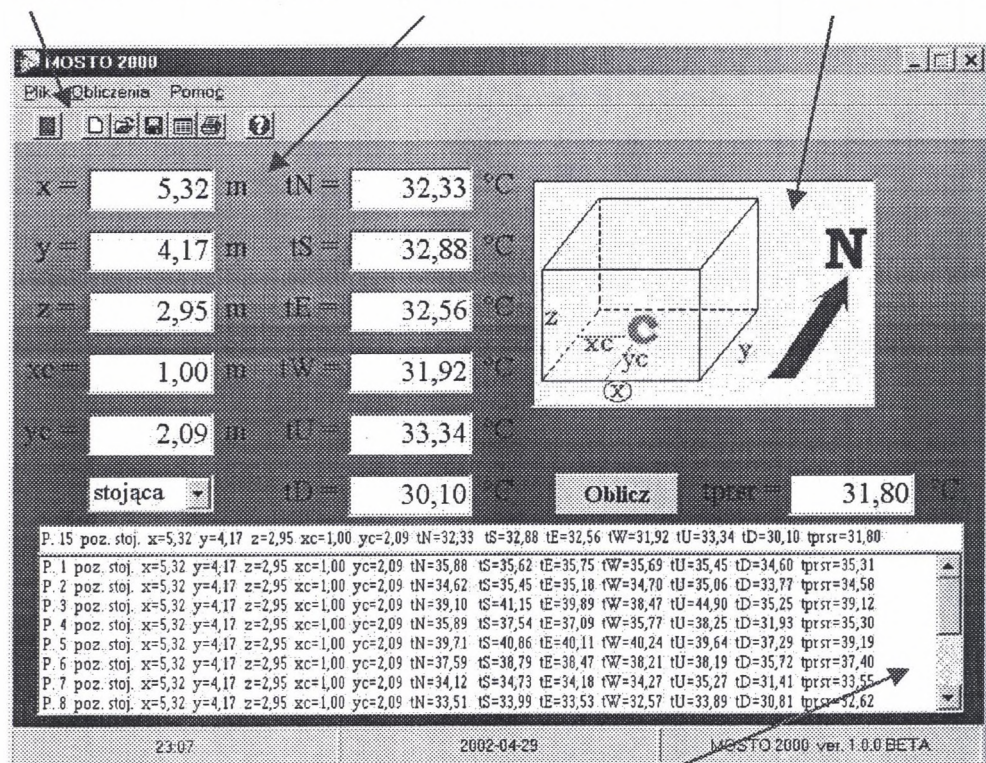 MOSTO 2000
Plik Obliczenia Pomoc
x = 5,32 m tN = 32,33 °C
y = 4,17 m tS = 32,88 °C
z = 2,95 m tE = 32,56 °C
xc = 1,00 m tW = 31,92 °C
yc = 2,09 m tU = 33,34 °C
stojąca tD = 30,10 °C Oblicz tprsr = 31,80 °C
N
C
z
xc
yc
y
(x)
P. 15 poz. stoj. x=5,32 y=4,17 z=2,95 xc=1,00 yc=2,09 tN=32,33 tS=32,88 tE=32,56 tW=31,92 tU=33,34 tD=30,10 tprsr=31,80
P. 1 poz. stoj. x=5,32 y=4,17 z=2,95 xc=1,00 yc=2,09 tN=35,88 tS=35,62 tE=35,75 tW=35,69 tU=35,45 tD=34,60 tprsr=35,31
P. 2 poz. stoj. x=5,32 y=4,17 z=2,95 xc=1,00 yc=2,09 tN=34,62 tS=35,45 tE=35,18 tW=34,70 tU=35,06 tD=33,77 tprsr=34,58
P. 3 poz. stoj. x=5,32 y=4,17 z=2,95 xc=1,00 yc=2,09 tN=39,10 tS=41,15 tE=39,89 tW=38,47 tU=44,90 tD=35,25 tprsr=39,12
P. 4 poz. stoj. x=5,32 y=4,17 z=2,95 xc=1,00 yc=2,09 tN=35,89 tS=37,54 tE=37,09 tW=35,77 tU=38,25 tD=31,93 tprsr=35,30
P. 5 poz. stoj. x=5,32 y=4,17 z=2,95 xc=1,00 yc=2,09 tN=39,71 tS=40,86 tE=40,11 tW=40,24 tU=39,64 tD=37,29 tprsr=39,19
P. 6 poz. stoj. x=5,32 y=4,17 z=2,95 xc=1,00 yc=2,09 tN=37,59 tS=38,79 tE=38,47 tW=38,21 tU=38,19 tD=35,72 tprsr=37,40
P. 7 poz. stoj. x=5,32 y=4,17 z=2,95 xc=1,00 yc=2,09 tN=34,12 tS=34,73 tE=34,18 tW=34,27 tU=35,27 tD=31,41 tprsr=33,55
P. 8 poz. stoj. x=5,32 y=4,17 z=2,95 xc=1,00 yc=2,09 tN=33,51 tS=33,99 tE=33,53 tW=32,57 tU=33,89 tD=30,81 tprsr=32,62
23:07 2002-04-29 MOSTO 2000 ver. 1.0.0 BETA